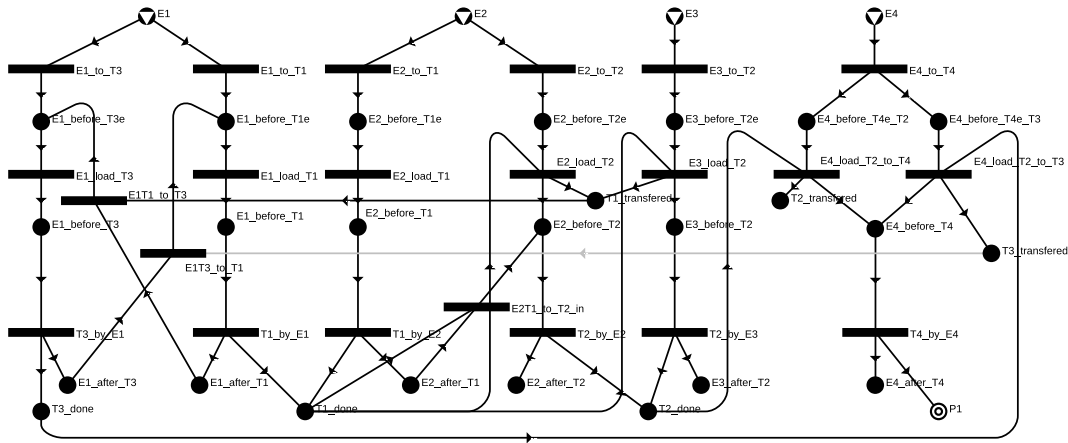 E1
E2
E3
E4
E1_to_T3
E1_to_T1
E2_to_T1
E2_to_T2
E3_to_T2
E4_to_T4
E1_before_T3e
E1_before_T1e
E2_before_T1e
E2_before_T2e
E3_before_T2e
E4_before_T4e_T2
E4_before_T4e_T3
E1_load_T3
E1_load_T1
E2_load_T1
E2_load_T2
E3_load_T2
E4_load_T2_to_T4
E4_load_T2_to_T3
E1T1_to_T3
T1_transfered
T2_transfered
E1_before_T3
E1_before_T1
E2_before_T1
E2_before_T2
E3_before_T2
E4_before_T4
T3_transfered
E1T3_to_T1
E2T1_to_T2_in
T3_by_E1
T1_by_E1
T1_by_E2
T2_by_E2
T2_by_E3
T4_by_E4
E1_after_T3
E1_after_T1
E2_after_T1
E2_after_T2
E3_after_T2
E4_after_T4
T3_done
T1_done
T2_done
P1